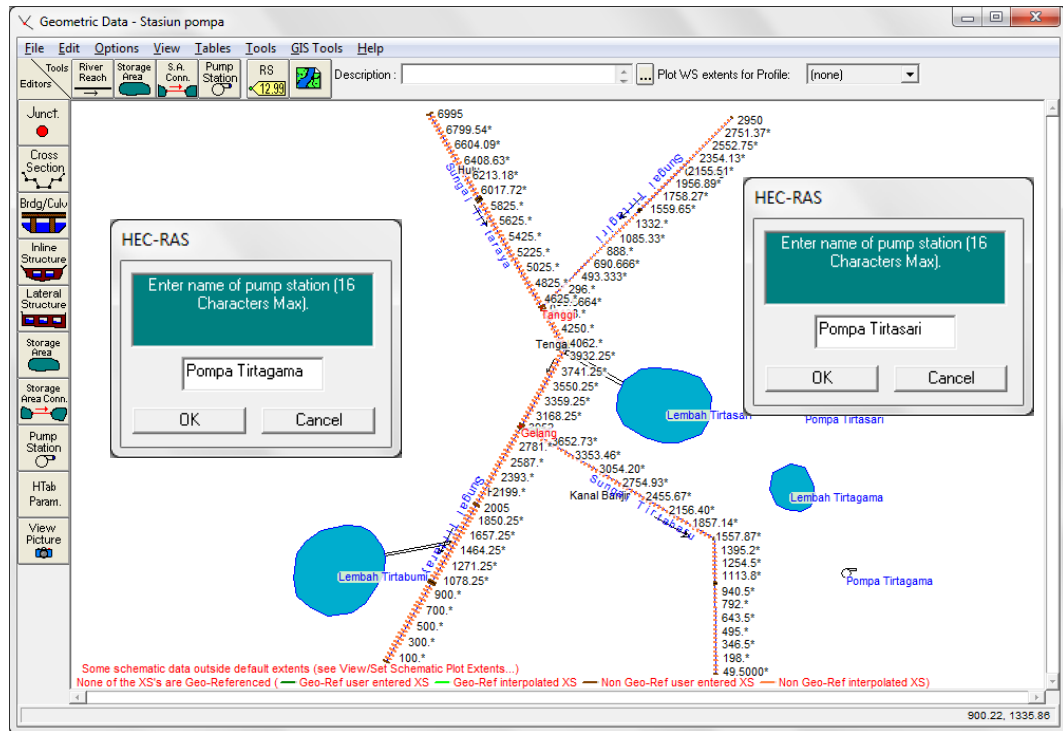 Geometric Data - Stasiun pompa
File Edit Options View Tables Tools GIS Tools Help
Tools
Editors
River
Reach
Storage
Area
S.A.
Conn.
Pump
Station
RS
12.99
Description :
...
Plot WS extents for Profile:
(none)
Junct.
Cross
Section
Brdg/Culv
Inline
Structure
Lateral
Structure
Storage
Area
Storage
Area Conn.
Pump
Station
HTab
Param.
View
Picture
HEC-RAS
Enter name of pump station (16
Characters Max).
Pompa Tirtagama
OK Cancel
HEC-RAS
Enter name of pump station (16
Characters Max).
Pompa Tirtasari
OK Cancel
6995
6799.54*
6604.09*
6408.63*
6213.18*
6017.72*
5825.*
5625.*
5425.*
5225.*
5025.*
4825.*
4625.*
Sungai Tirtaraya
2950
2751.37*
2552.75*
2354.13*
2155.51*
1956.89*
1758.27*
1559.65*
1332.*
1085.33*
888.*
690.666*
493.333*
296.*
Sungai Tirtagiri
Tanggi
4250.*
Tenga
4062.*
3932.25*
3741.25*
3550.25*
3359.25*
3168.25*
Gelang
2781.*
2587.*
2393.*
2199.*
2005
1850.25*
1657.25*
1464.25*
1271.25*
1078.25*
900.*
700.*
500.*
300.*
100.*
3652.73*
3353.46*
3054.20*
2754.93*
2455.67*
2156.40*
1857.14*
1557.87*
1395.2*
1254.5*
1113.8*
940.5*
792.*
643.5*
495.*
346.5*
198.*
49.5000*
Kanal Banjir
Sungai Tirtabaru
Lembah Tirtasari
Pompa Tirtasari
Lembah Tirtagama
Pompa Tirtagama
Lembah Tirtabumi
Some schematic data outside default extents (see View/Set Schematic Plot Extents...)
None of the XS's are Geo-Referenced ( Geo-Ref user entered XS Geo-Ref interpolated XS Non Geo-Ref user entered XS Non Geo-Ref interpolated XS)
900.22, 1335.86